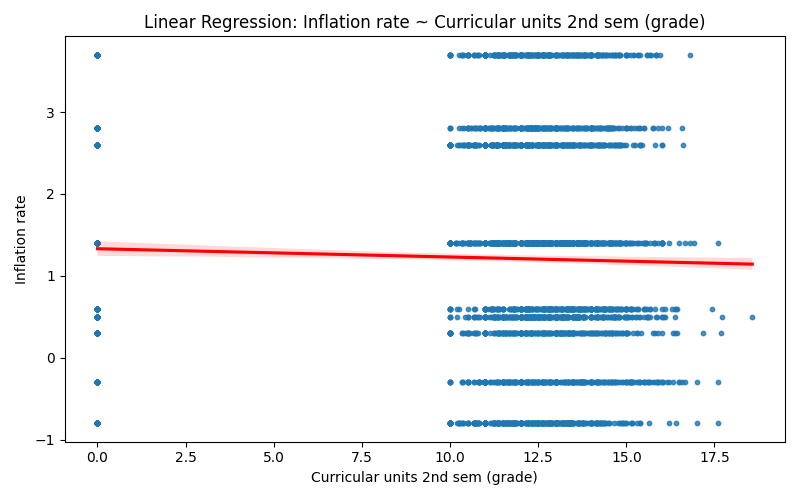 Linear Regression: Inflation rate ~ Curricular units 2nd sem (grade)
Inflation rate
3
2
1
0
−1
0.0 2.5 5.0 7.5 10.0 12.5 15.0 17.5
Curricular units 2nd sem (grade)